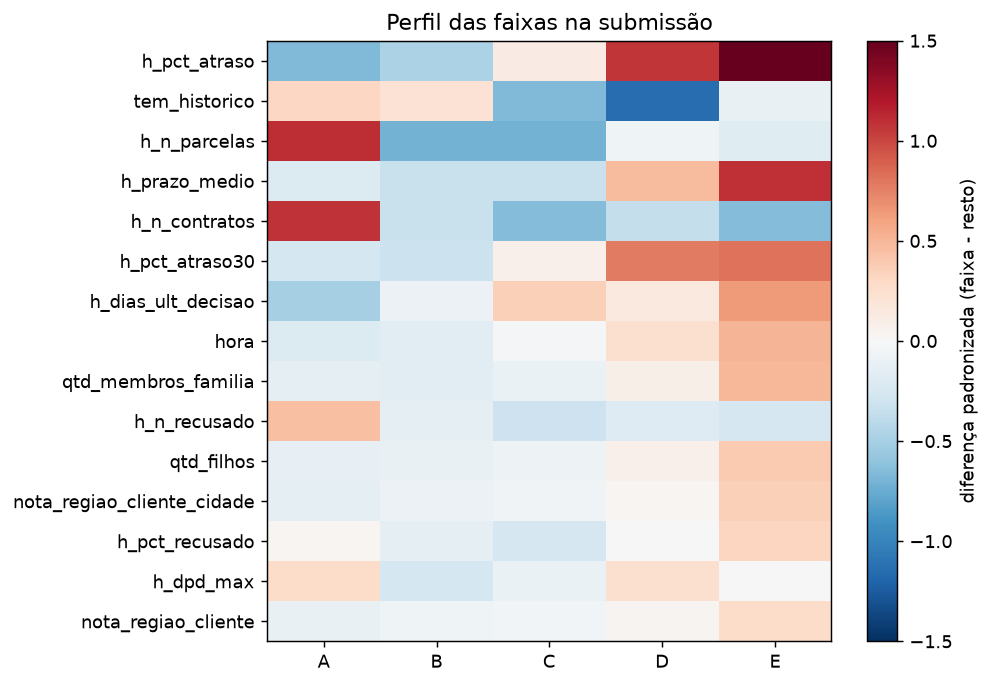 Perfil das faixas na submissão
h_pct_atraso
tem_historico
h_n_parcelas
h_prazo_medio
h_n_contratos
h_pct_atraso30
h_dias_ult_decisao
hora
qtd_membros_familia
h_n_recusado
qtd_filhos
nota_regiao_cliente_cidade
h_pct_recusado
h_dpd_max
nota_regiao_cliente
A B C D E
1.5
1.0
0.5
0.0
−0.5
−1.0
−1.5
diferença padronizada (faixa - resto)